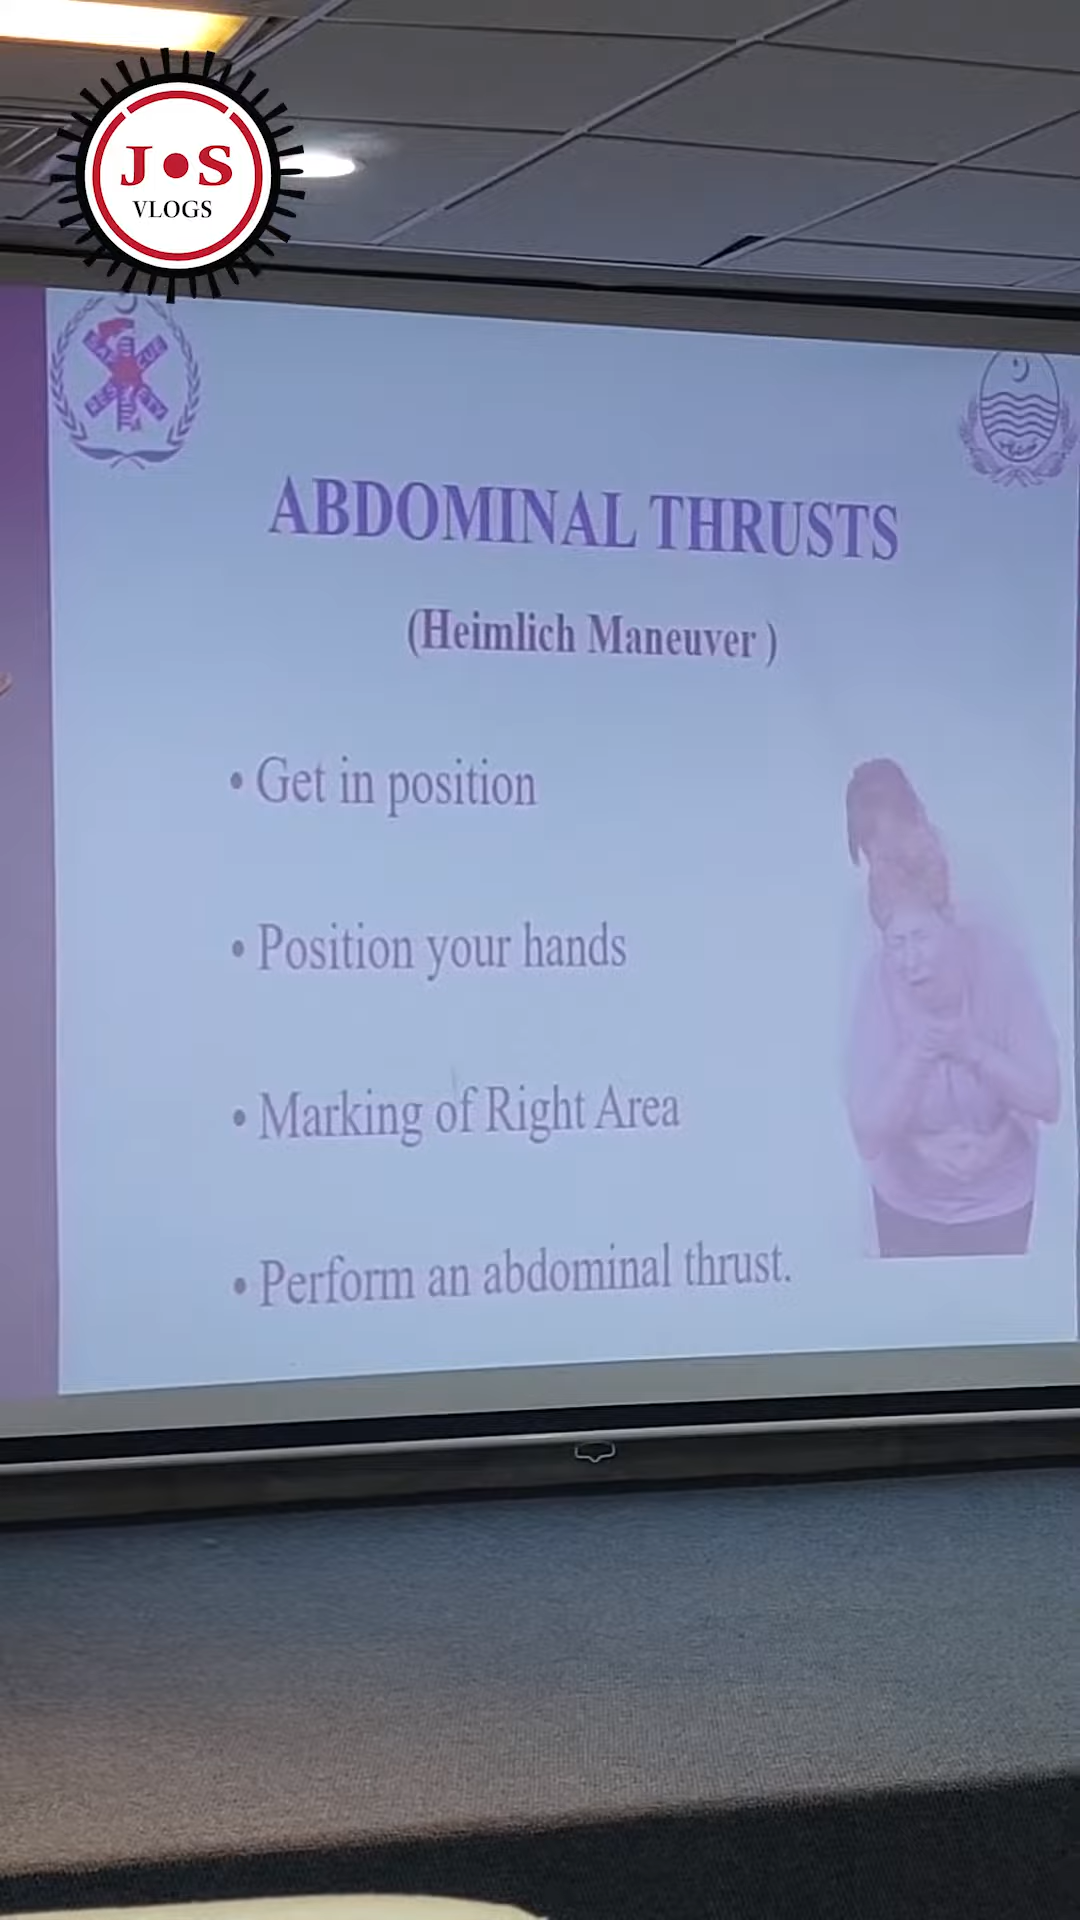 J•S
VLOGS
ABDOMINAL THRUSTS
(Heimlich Maneuver )
• Get in position
• Position your hands
• Marking of Right Area
• Perform an abdominal thrust.